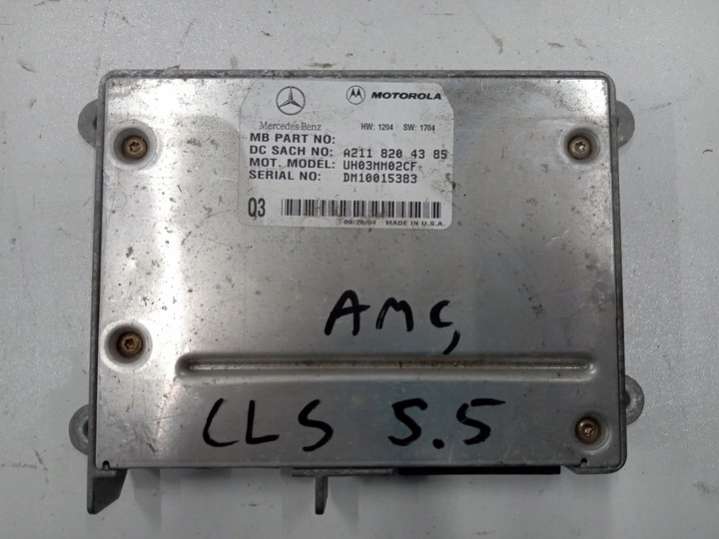 MOTOROLA
Mercedes-Benz HW: 1204 SW: 1704
MB PART NO:
DC SACH NO: A211 820 43 85
MOT. MODEL: UH03MM02CF
SERIAL NO: DM10015383
Q3
MADE IN U.S.A.
AMG
CLS 5.5